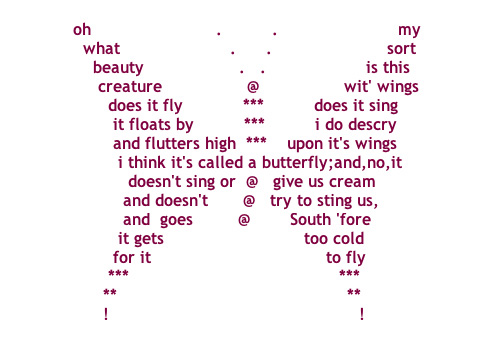 oh . . my
what . . sort
beauty . . is this
creature @ wit' wings
does it fly *** does it sing
it floats by *** i do descry
and flutters high *** upon it's wings
i think it's called a butterfly;and,no,it
doesn't sing or @ give us cream
and doesn't @ try to sting us,
and goes @ South 'fore
it gets too cold
for it to fly
*** ***
** **
! !